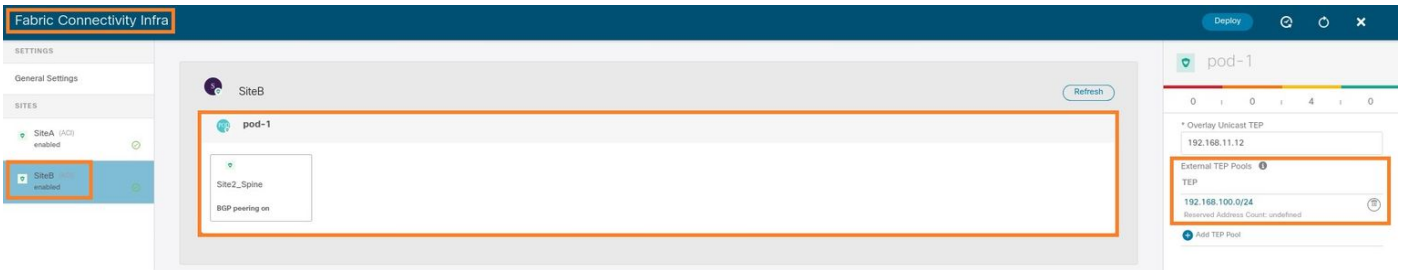 Fabric Connectivity Infra
Deploy
SETTINGS
General Settings
SITES
SiteA (ACI)
enabled
SiteB (ACI)
enabled
SiteB
Refresh
pod-1
Site2_Spine
BGP peering on
pod-1
0 0 4 0
* Overlay Unicast TEP
192.168.11.12
External TEP Pools
TEP
192.168.100.0/24
Reserved Address Count: undefined
Add TEP Pool